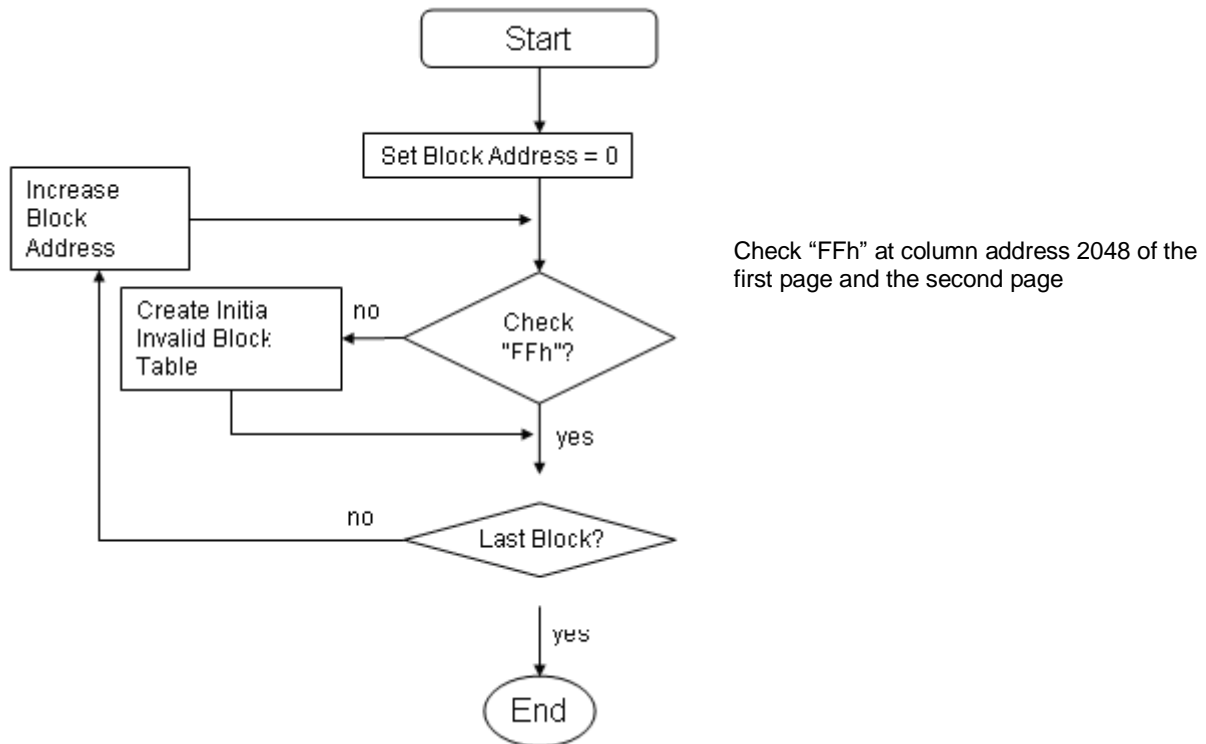 Start
Set Block Address = 0
Increase
Block
Address
Check “FFh” at column address 2048 of the
first page and the second page
Create Initia
Invalid Block
Table
no
Check
"FFh"?
yes
no
Last Block?
yes
End